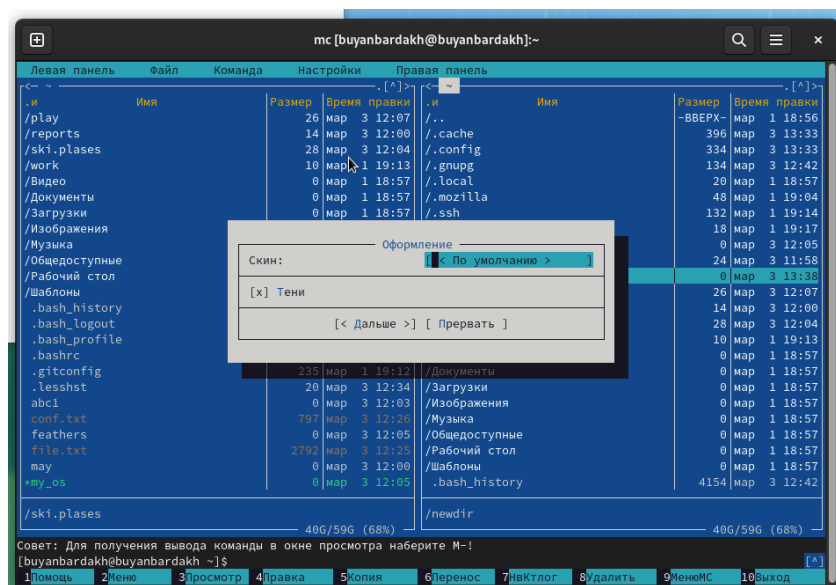 mc [buyanbardakh@buyanbardakh]:~
Левая панель Файл Команда Настройки Правая панель
<— ~ .[^]> <— ~ .[^]>
.и Имя Размер Время правки .и Имя Размер Время правки
/play 26 мар 3 12:07 /.. -ВВЕРХ- мар 1 18:56
/reports 14 мар 3 12:00 /.cache 396 мар 3 13:33
/ski.plases 28 мар 3 12:04 /.config 334 мар 3 13:33
/work 10 мар 1 19:13 /.gnupg 134 мар 3 12:42
/Видео 0 мар 1 18:57 /.local 20 мар 1 18:57
/Документы 0 мар 1 18:57 /.mozilla 48 мар 1 19:04
/Загрузки 0 мар 1 18:57 /.ssh 132 мар 1 19:14
/Изображения 18 мар 1 19:17
/Музыка Оформление 0 мар 3 12:05
/Общедоступные Скин: [ < По умолчанию > ] 24 мар 3 11:58
/Рабочий стол 0 мар 3 13:38
/Шаблоны [x] Тени 26 мар 3 12:07
.bash_history 14 мар 3 12:00
.bash_logout [< Дальше >] [ Прервать ] 28 мар 3 12:04
.bash_profile 10 мар 1 19:13
.bashrc 0 мар 1 18:57
.gitconfig 235 мар 1 19:12 /Документы 0 мар 1 18:57
.lesshst 20 мар 3 12:34 /Загрузки 0 мар 1 18:57
abc1 0 мар 3 12:03 /Изображения 0 мар 1 18:57
conf.txt 797 мар 3 12:26 /Музыка 0 мар 1 18:57
feathers 0 мар 3 12:05 /Общедоступные 0 мар 1 18:57
file.txt 2792 мар 3 12:25 /Рабочий стол 0 мар 1 18:57
may 0 мар 3 12:00 /Шаблоны 0 мар 1 18:57
*my_os 0 мар 3 12:05 .bash_history 4154 мар 3 12:42
/ski.plases /newdir
40G/59G (68%) 40G/59G (68%)
Совет: Для получения вывода команды в окне просмотра наберите M-!
[buyanbardakh@buyanbardakh ~]$ [^]
1Помощь 2Меню 3Просмотр 4Правка 5Копия 6Перенос 7НвКтлог 8Удалить 9МенюMC 10Выход